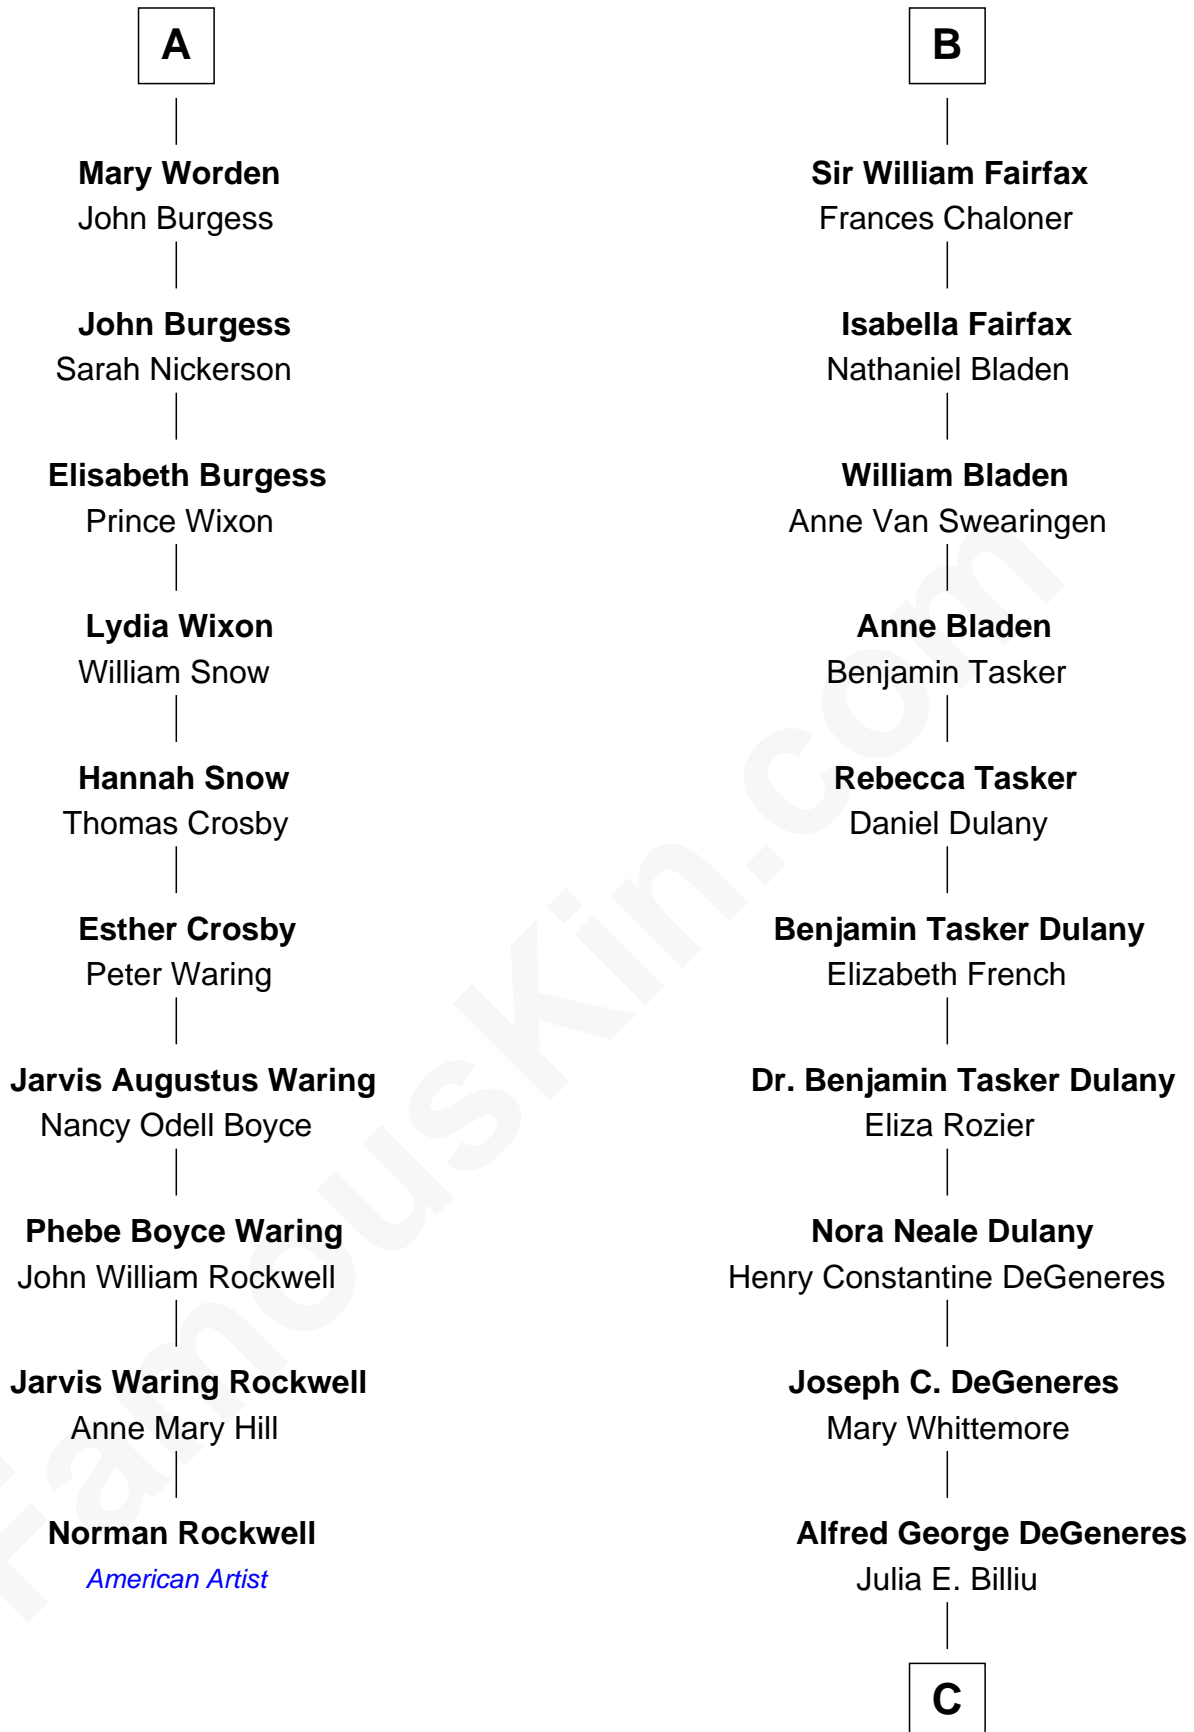 A
Mary Worden
John Burgess
John Burgess
Sarah Nickerson
Elisabeth Burgess
Prince Wixon
Lydia Wixon
William Snow
Hannah Snow
Thomas Crosby
Esther Crosby
Peter Waring
Jarvis Augustus Waring
Nancy Odell Boyce
Phebe Boyce Waring
John William Rockwell
Jarvis Waring Rockwell
Anne Mary Hill
Norman Rockwell
American Artist
B
Sir William Fairfax
Frances Chaloner
Isabella Fairfax
Nathaniel Bladen
William Bladen
Anne Van Swearingen
Anne Bladen
Benjamin Tasker
Rebecca Tasker
Daniel Dulany
Benjamin Tasker Dulany
Elizabeth French
Dr. Benjamin Tasker Dulany
Eliza Rozier
Nora Neale Dulany
Henry Constantine DeGeneres
Joseph C. DeGeneres
Mary Whittemore
Alfred George DeGeneres
Julia E. Billiu
C
FamousKin.com